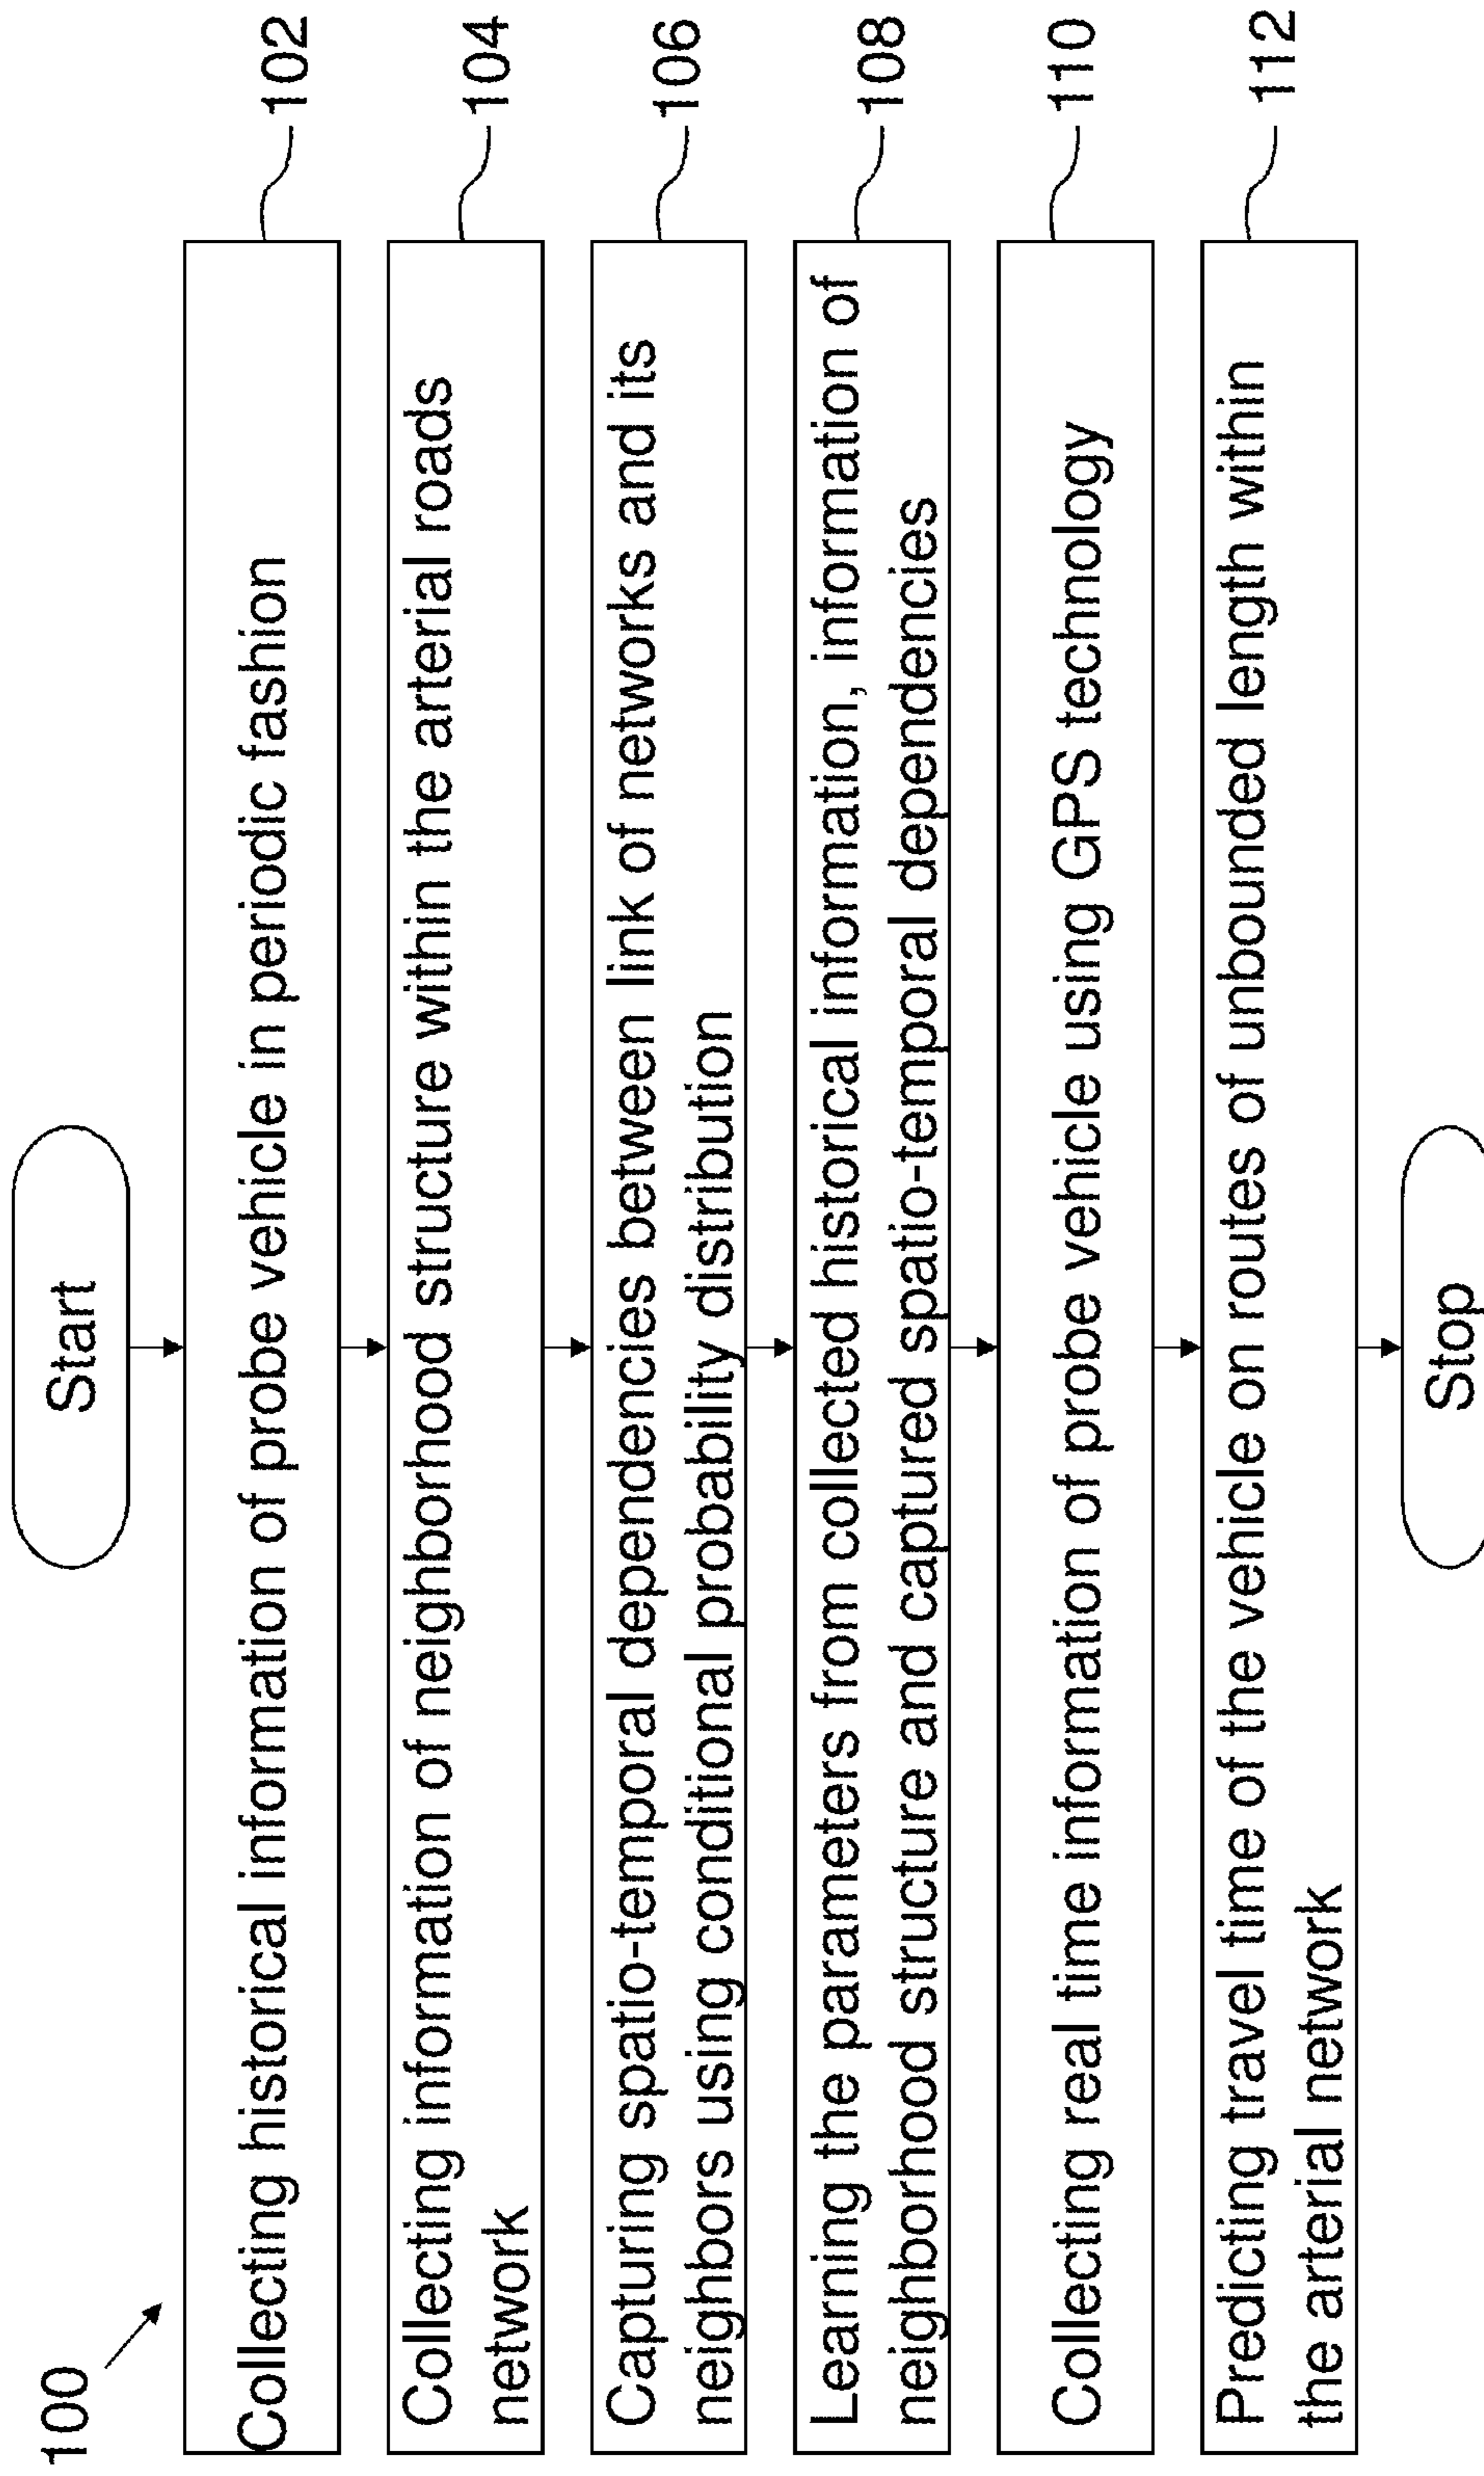 100
Start
Collecting historical information of probe vehicle in periodic fashion
102
Collecting information of neighborhood structure within the arterial roads
network
104
Capturing spatio-temporal dependencies between link of networks and its
neighbors using conditional probability distribution
106
Learning the parameters from collected historical information, information of
neighborhood structure and captured spatio-temporal dependencies
108
Collecting real time information of probe vehicle using GPS technology
110
Predicting travel time of the vehicle on routes of unbounded length within
the arterial network
112
Stop